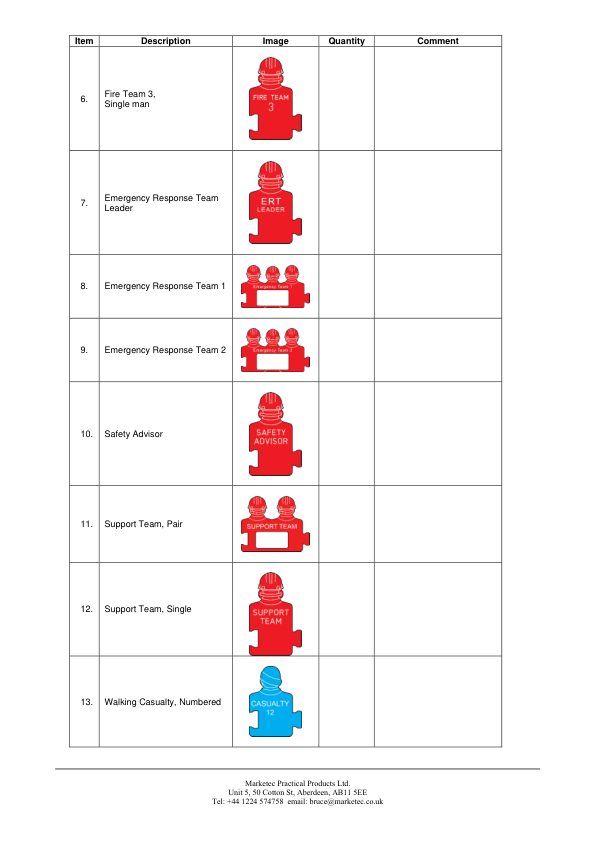 Item Description Image Quantity Comment
6. Fire Team 3,
Single man
FIRE TEAM
3
7. Emergency Response Team
Leader
ERT
LEADER
8. Emergency Response Team 1
Emergency Team 1
9. Emergency Response Team 2
Emergency Team 2
10. Safety Advisor
SAFETY
ADVISOR
11. Support Team, Pair
SUPPORT TEAM
12. Support Team, Single
SUPPORT
TEAM
13. Walking Casualty, Numbered
CASUALTY
12
Marketec Practical Products Ltd.
Unit 5, 50 Cotton St, Aberdeen, AB11 5EE
Tel: +44 1224 574758 email: bruce@marketec.co.uk